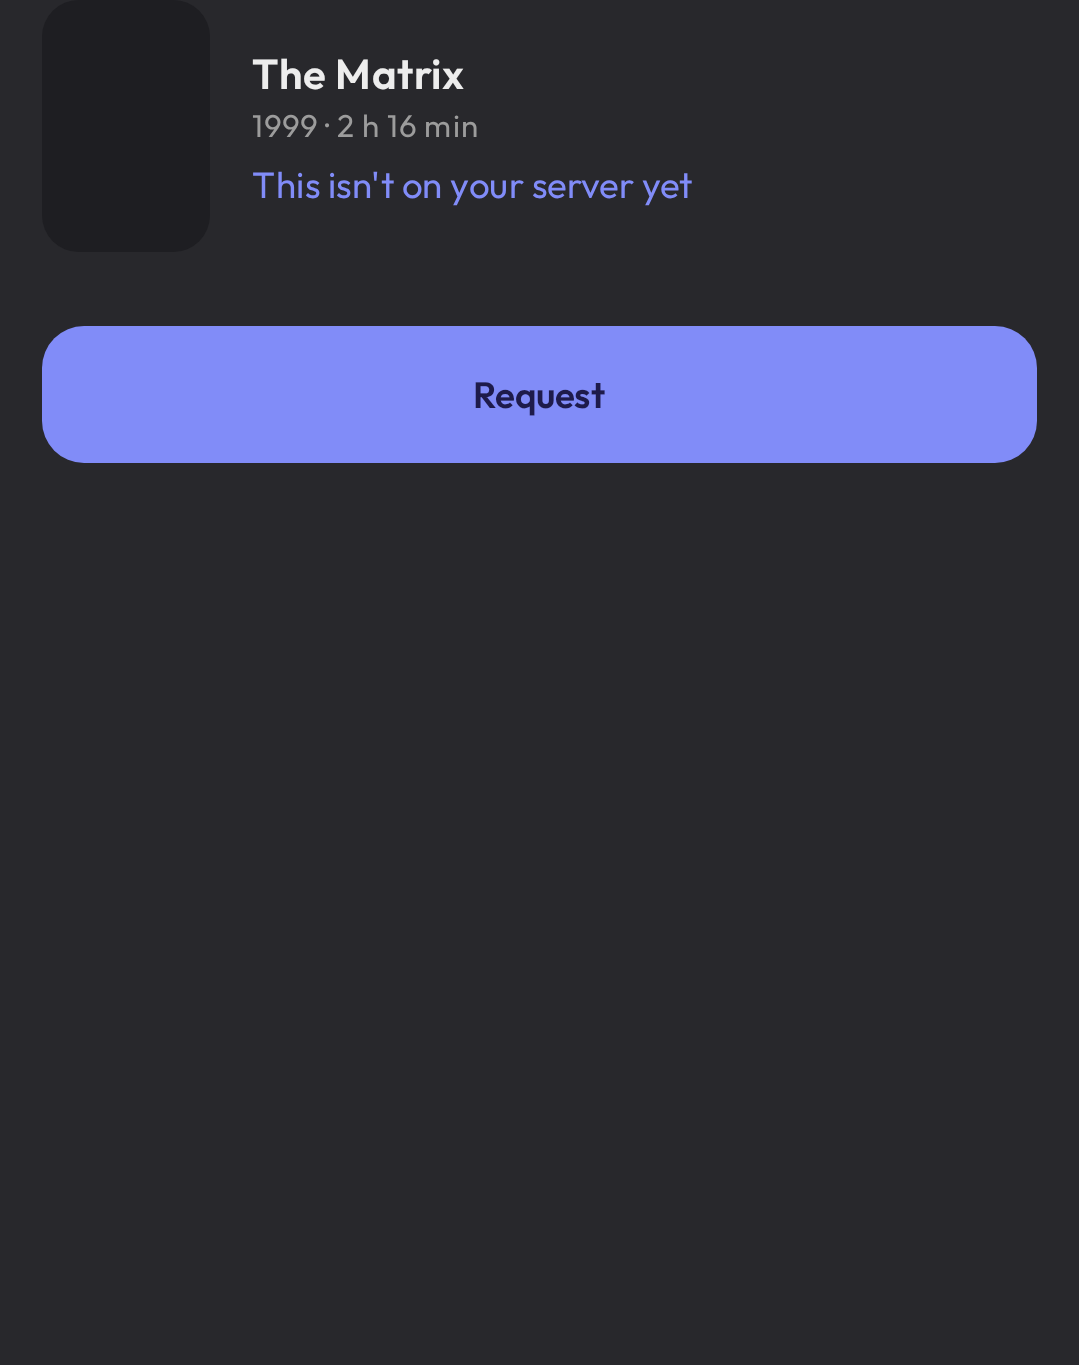 The Matrix
1999 · 2 h 16 min
This isn't on your server yet
Request